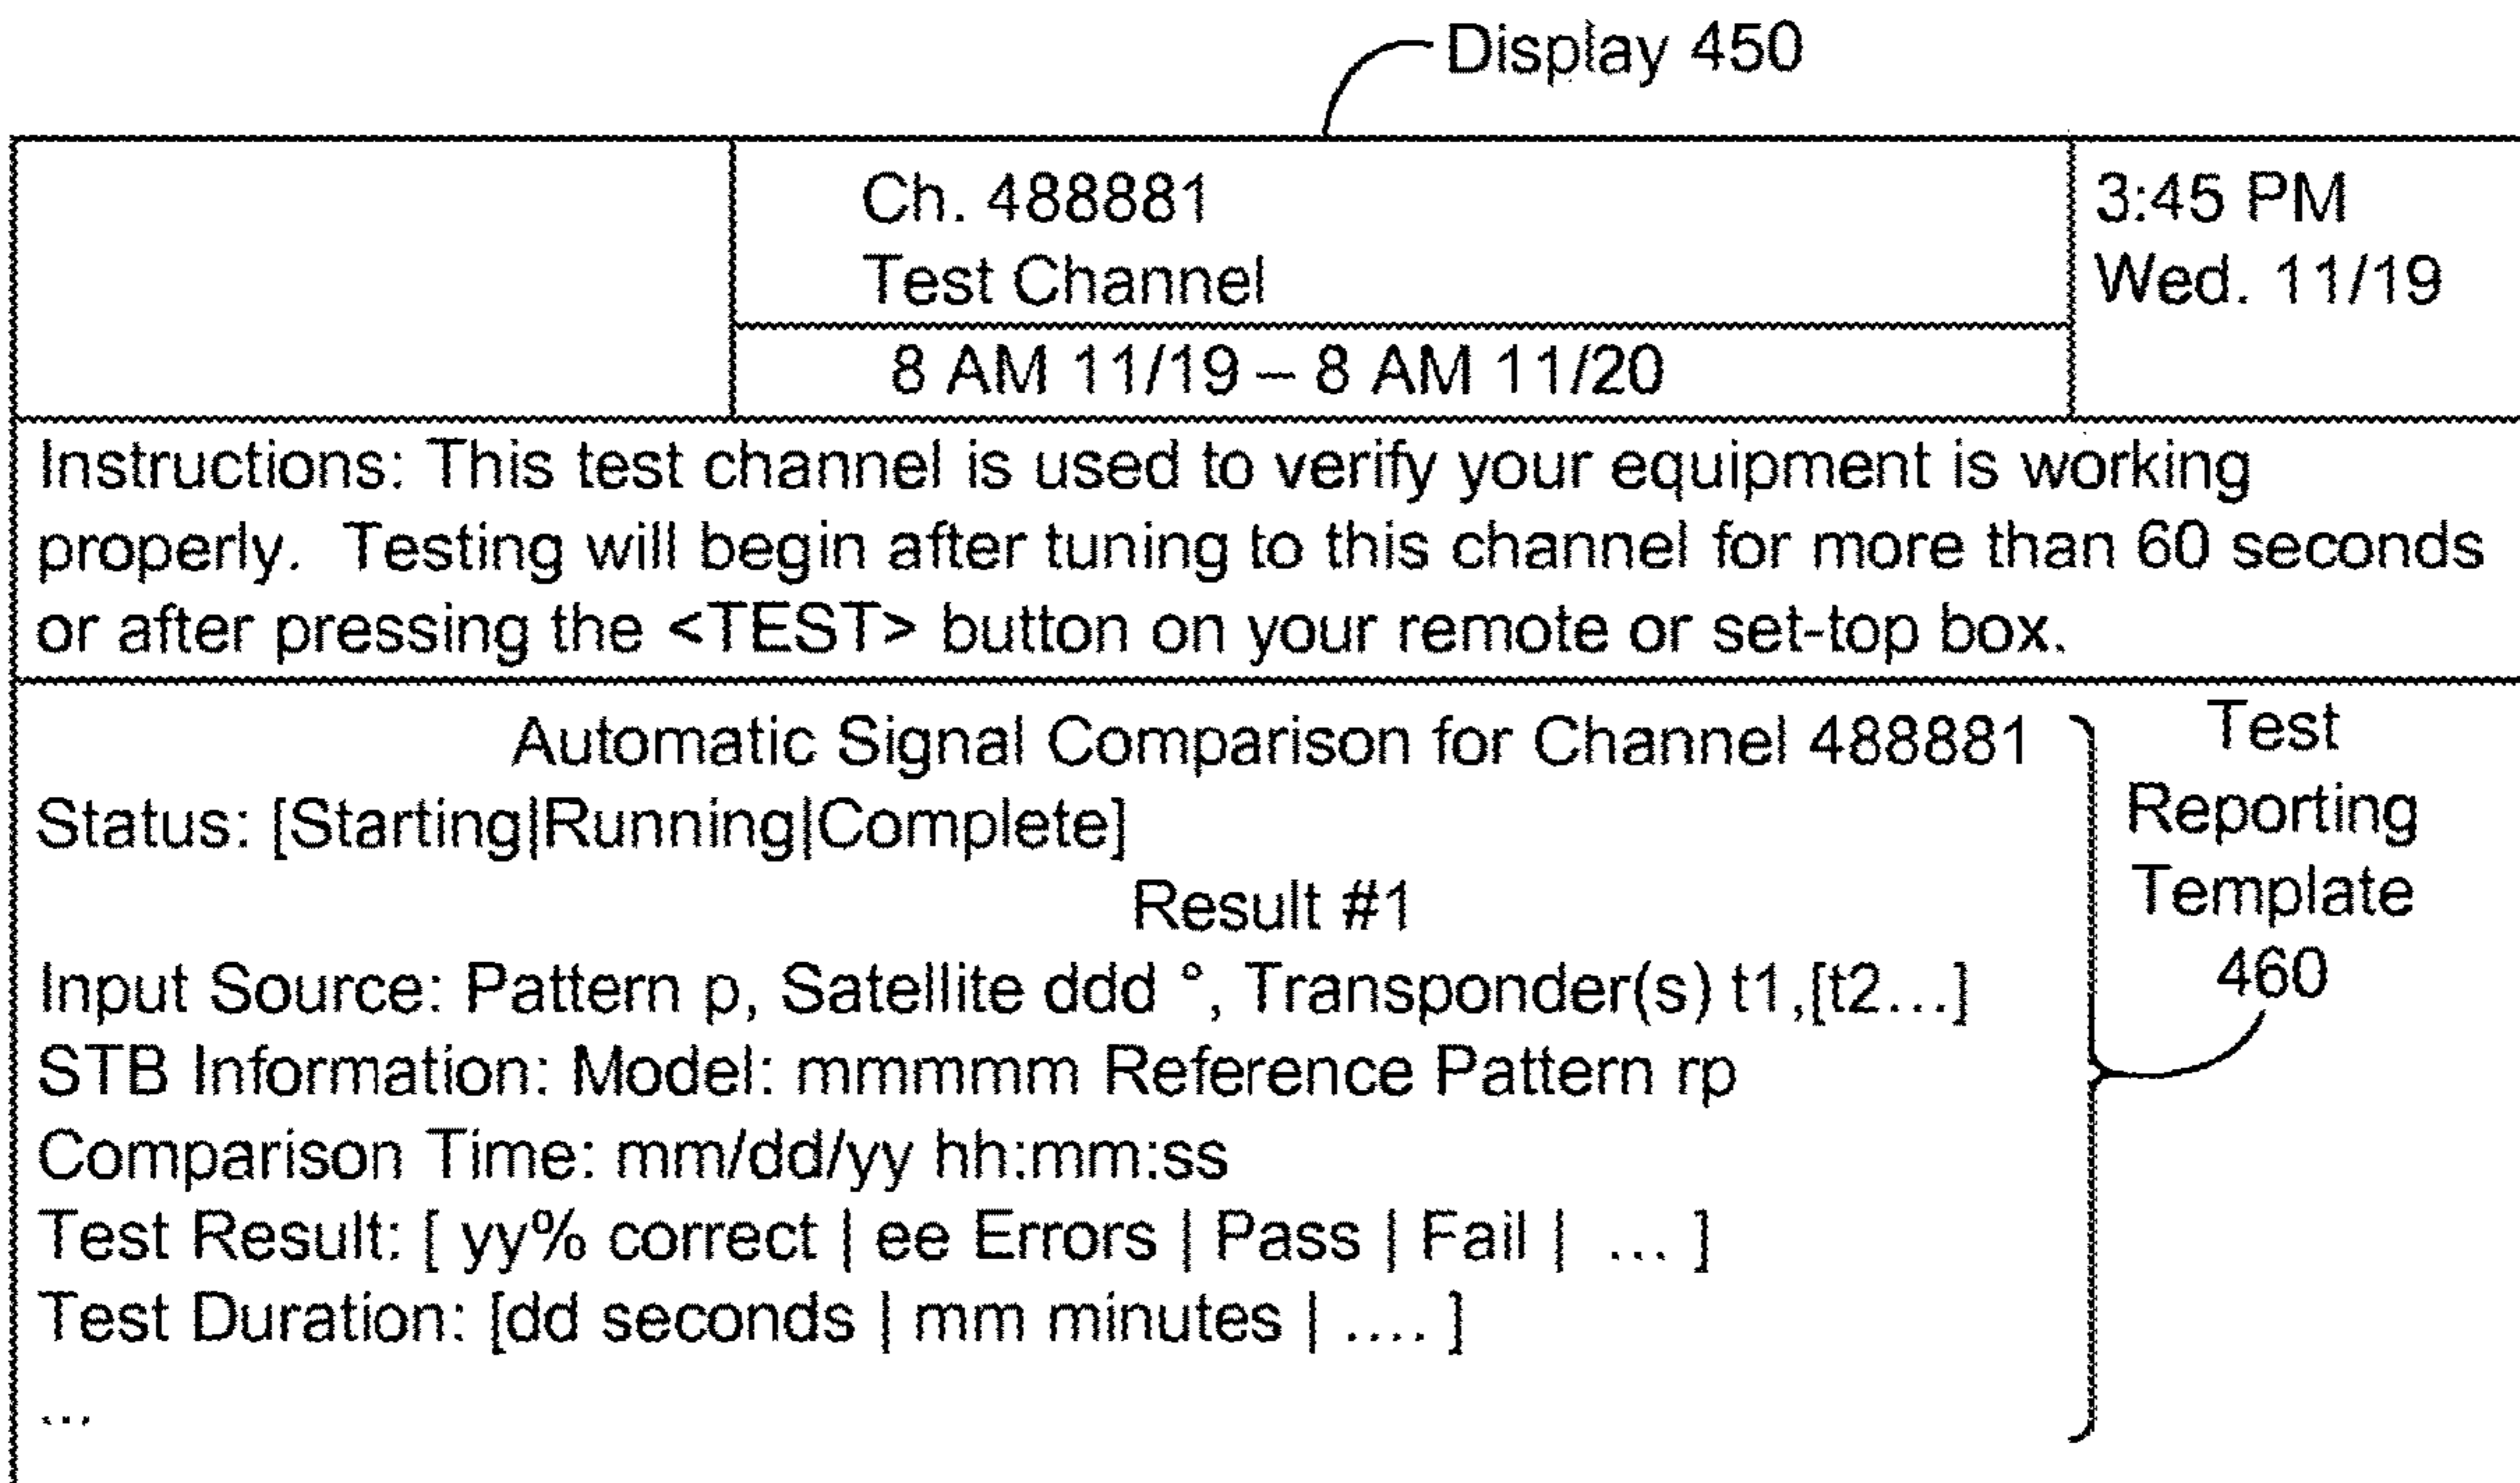 Display 450
Ch. 488881
Test Channel
3:45 PM
Wed. 11/19
8 AM 11/19 – 8 AM 11/20
Instructions: This test channel is used to verify your equipment is working
properly. Testing will begin after tuning to this channel for more than 60 seconds
or after pressing the <TEST> button on your remote or set-top box.
Automatic Signal Comparison for Channel 488881
Status: [Starting|Running|Complete]
Result #1
Input Source: Pattern p, Satellite ddd °, Transponder(s) t1,[t2...]
STB Information: Model: mmmmm Reference Pattern rp
Comparison Time: mm/dd/yy hh:mm:ss
Test Result: [ yy% correct | ee Errors | Pass | Fail | ... ]
Test Duration: [dd seconds | mm minutes | .... ]
...
Test
Reporting
Template
460